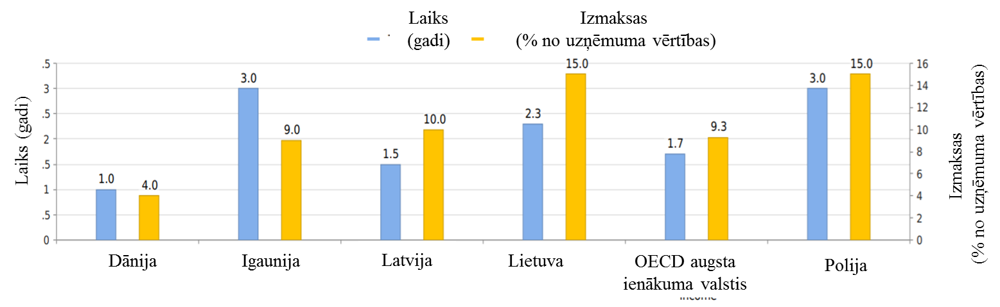 Laiks Izmaksas
(gadi) (% no uzņēmuma vērtības)
.5 16
3 14
.5 12
2 10
.5 8
1 6
.5 4
0 2
0
Laiks (gadi)
Izmaksas
(% no uzņēmuma vērtības)
1.0 4.0
3.0 9.0
1.5 10.0
2.3 15.0
1.7 9.3
3.0 15.0
Dānija Igaunija Latvija Lietuva OECD augsta Polija
ienākuma valstis